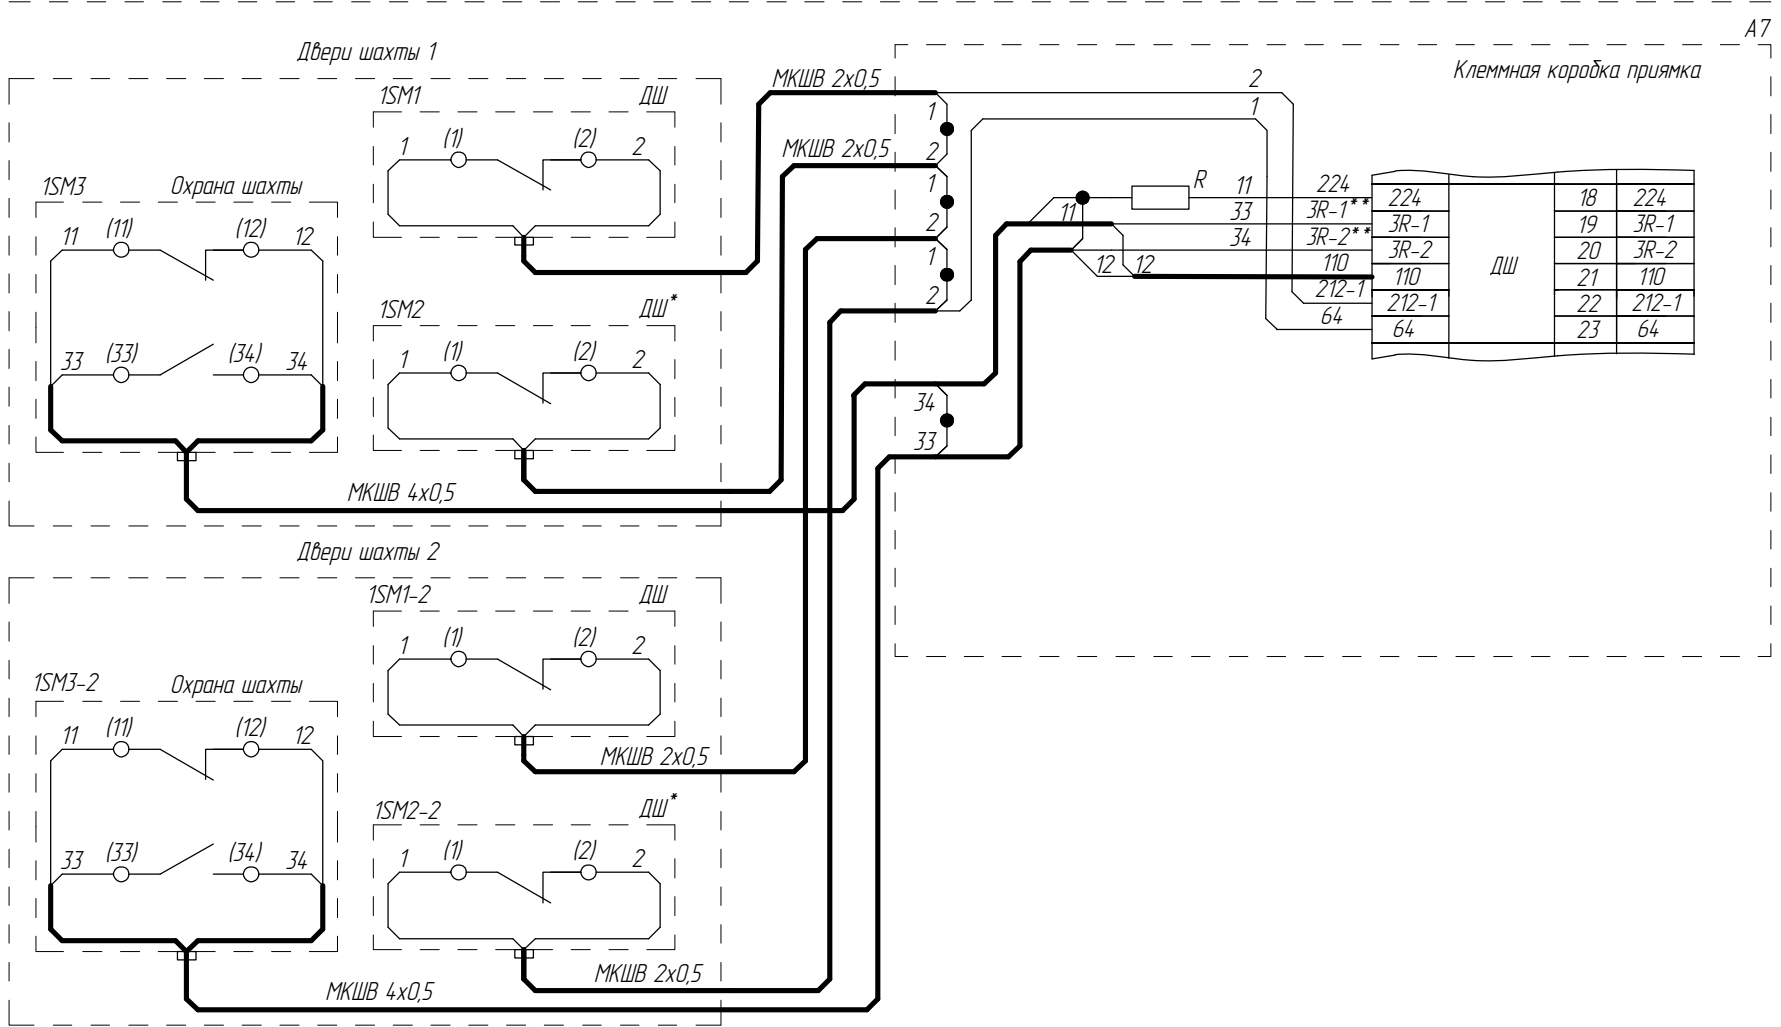 А7
Двери шахты 1
Клеммная коробка приямка
1SM1 ДШ
1 (1) (2) 2
1SM3 Охрана шахты
11 (11) (12) 12
33 (33) (34) 34
1SM2 ДШ*
1 (1) (2) 2
МКШВ 4х0,5
МКШВ 2х0,5
МКШВ 2х0,5
1
2
1
2
1
2
34
33
2
1
R 11 224
11 33 3R-1**
34 3R-2**
12 12 110
212-1
64
224 18 224
3R-1 19 3R-1
3R-2 20 3R-2
ДШ
110 21 110
212-1 22 212-1
64 23 64
Двери шахты 2
1SM1-2 ДШ
1 (1) (2) 2
1SM3-2 Охрана шахты
11 (11) (12) 12
МКШВ 2х0,5
33 (33) (34) 34
1SM2-2 ДШ*
1 (1) (2) 2
МКШВ 2х0,5
МКШВ 4х0,5